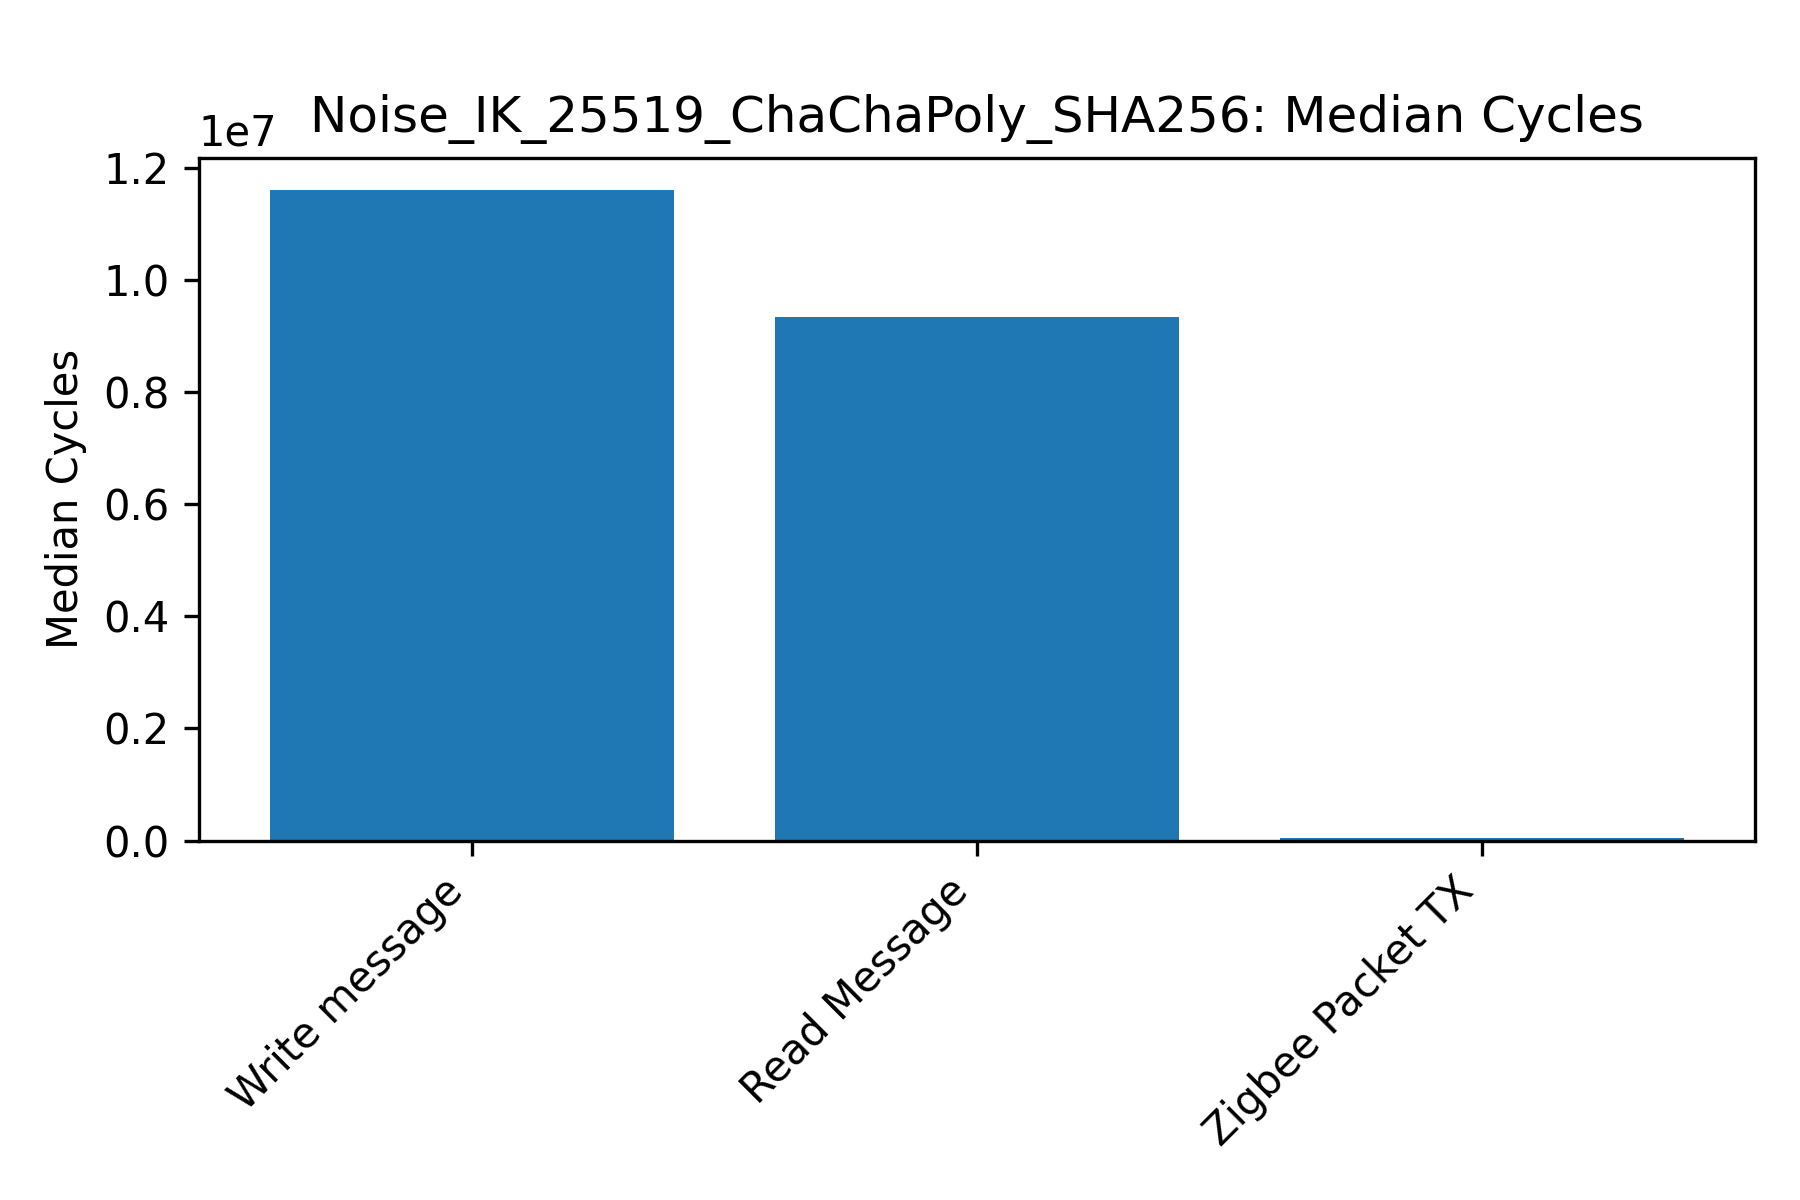 Noise_IK_25519_ChaChaPoly_SHA256: Median Cycles
1e7
1.2
1.0
0.8
0.6
0.4
0.2
0.0
Median Cycles
Write message
Read Message
Zigbee Packet TX